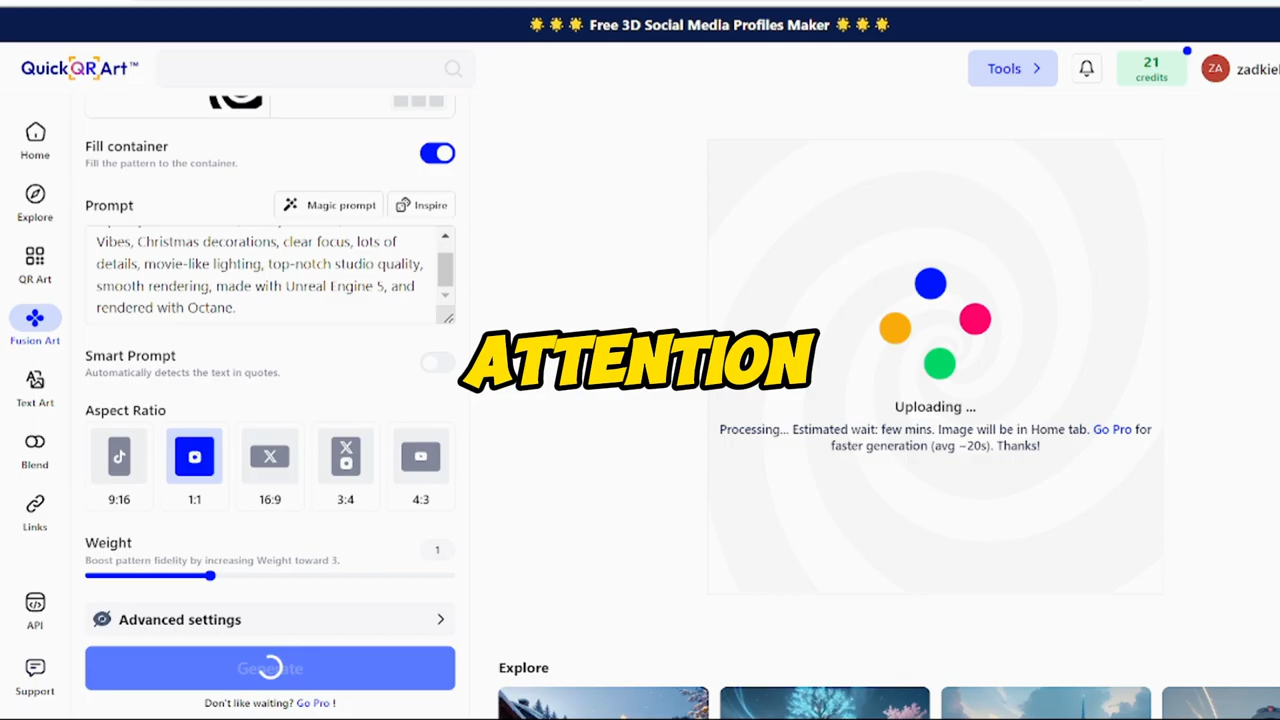 🌟 🌟 🌟 Free 3D Social Media Profiles Maker 🌟 🌟 🌟
Quick[QR]Art™
Tools
21
credits
ZA
Home
Explore
QR Art
Fusion Art
Text Art
Blend
Links
API
Support
Fill container
Fill the pattern to the container.
Prompt
Magic prompt
Inspire
Vibes, Christmas decorations, clear focus, lots of
details, movie-like lighting, top-notch studio quality,
smooth rendering, made with Unreal Engine 5, and
rendered with Octane.
Smart Prompt
Automatically detects the text in quotes.
Aspect Ratio
9:16
1:1
16:9
3:4
4:3
Weight
1
Boost pattern fidelity by increasing Weight toward 3.
Advanced settings
Generate
Don't like waiting? Go Pro !
ATTENTION
Uploading ...
Processing... Estimated wait: few mins. Image will be in Home tab. Go Pro for
faster generation (avg ~20s). Thanks!
Explore